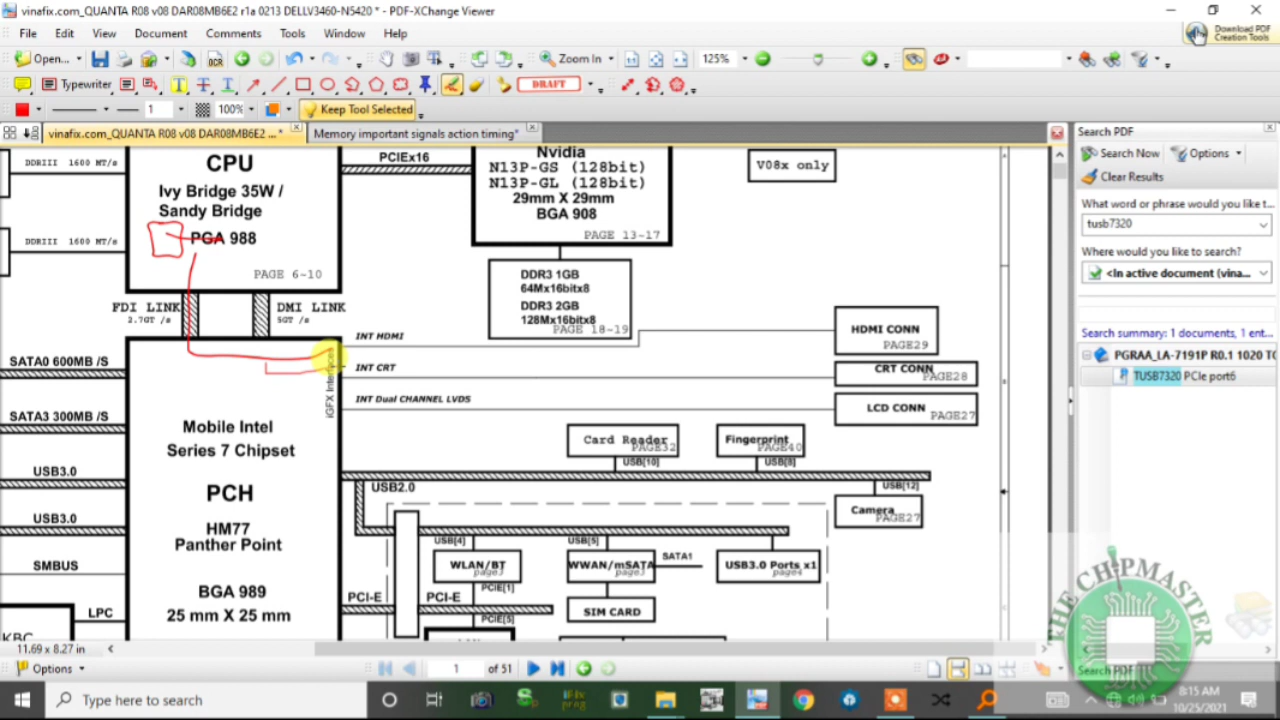 vinafix.com_QUANTA R08 v08 DAR08MB6E2 r1a 0213 DELLV3460-N5420 * - PDF-XChange Viewer
File Edit View Document Comments Tools Window Help
Download PDF
Creation Tools
Open...
OCR
Zoom In
125%
Typewriter
DRAFT
1
100%
Keep Tool Selected
vinafix.com_QUANTA R08 v08 DAR08MB6E2 ... *
Memory important signals action timing*
Search PDF
Search Now
Options
Clear Results
What word or phrase would you like t...
tusb7320
Where would you like to search?
<In active document (vina...
Search summary: 1 documents, 1 ent...
PGRAA_LA-7191P R0.1 1020 TO
TUSB7320 PCIe port6
DDRIII 1600 MT/s
DDRIII 1600 MT/s
CPU
Ivy Bridge 35W /
Sandy Bridge
PGA 988
PAGE 6~10
PCIEx16
Nvidia
N13P-GS (128bit)
N13P-GL (128bit)
29mm X 29mm
BGA 908
PAGE 13-17
V08x only
DDR3 1GB
64Mx16bitx8
DDR3 2GB
128Mx16bitx8
PAGE 18-19
FDI LINK
2.7GT /s
DMI LINK
5GT /s
INT HDMI
HDMI CONN
PAGE29
INT CRT
CRT CONN
PAGE28
INT Dual CHANNEL LVDS
LCD CONN
PAGE27
iGFX Interfaces
SATA0 600MB /S
SATA3 300MB /S
USB3.0
USB3.0
SMBUS
LPC
KBC
Mobile Intel
Series 7 Chipset
PCH
HM77
Panther Point
BGA 989
25 mm X 25 mm
Card Reader
PAGE32
USB[10]
Fingerprint
PAGE40
USB[8]
USB2.0
USB[12]
Camera
PAGE27
USB[4]
WLAN/BT
PCIE[1]
USB[5]
WWAN/mSATA
SATA1
USB3.0 Ports x1
SIM CARD
PCI-E
PCI-E
PCIE[5]
THE CHIPMASTER
11.69 x 8.27 in
Options
1 of 51
Search PDF
Type here to search
8:15 AM
10/25/2021